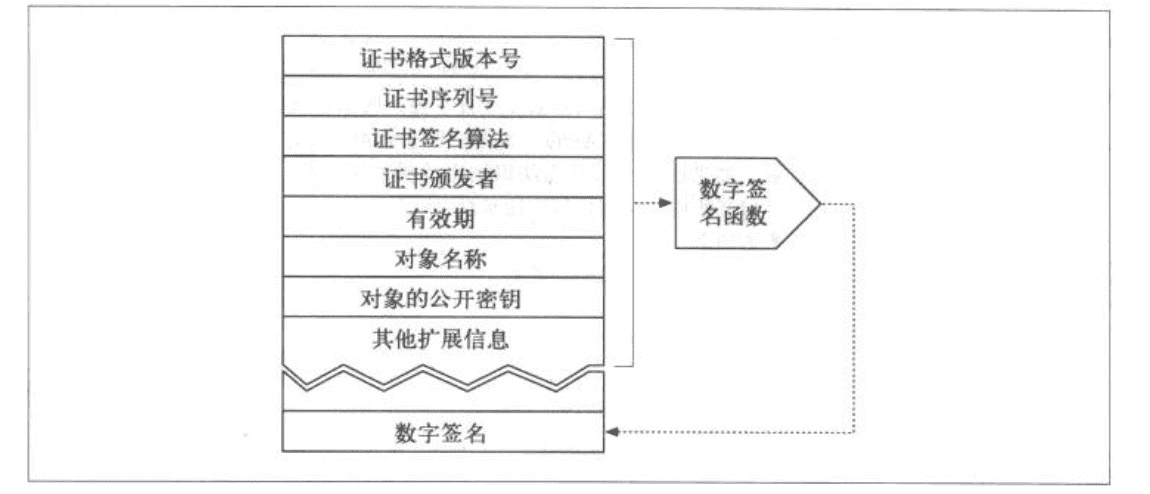 证书格式版本号
证书序列号
证书签名算法
证书颁发者
有效期
对象名称
对象的公开密钥
其他扩展信息
数字签名
数字签
名函数